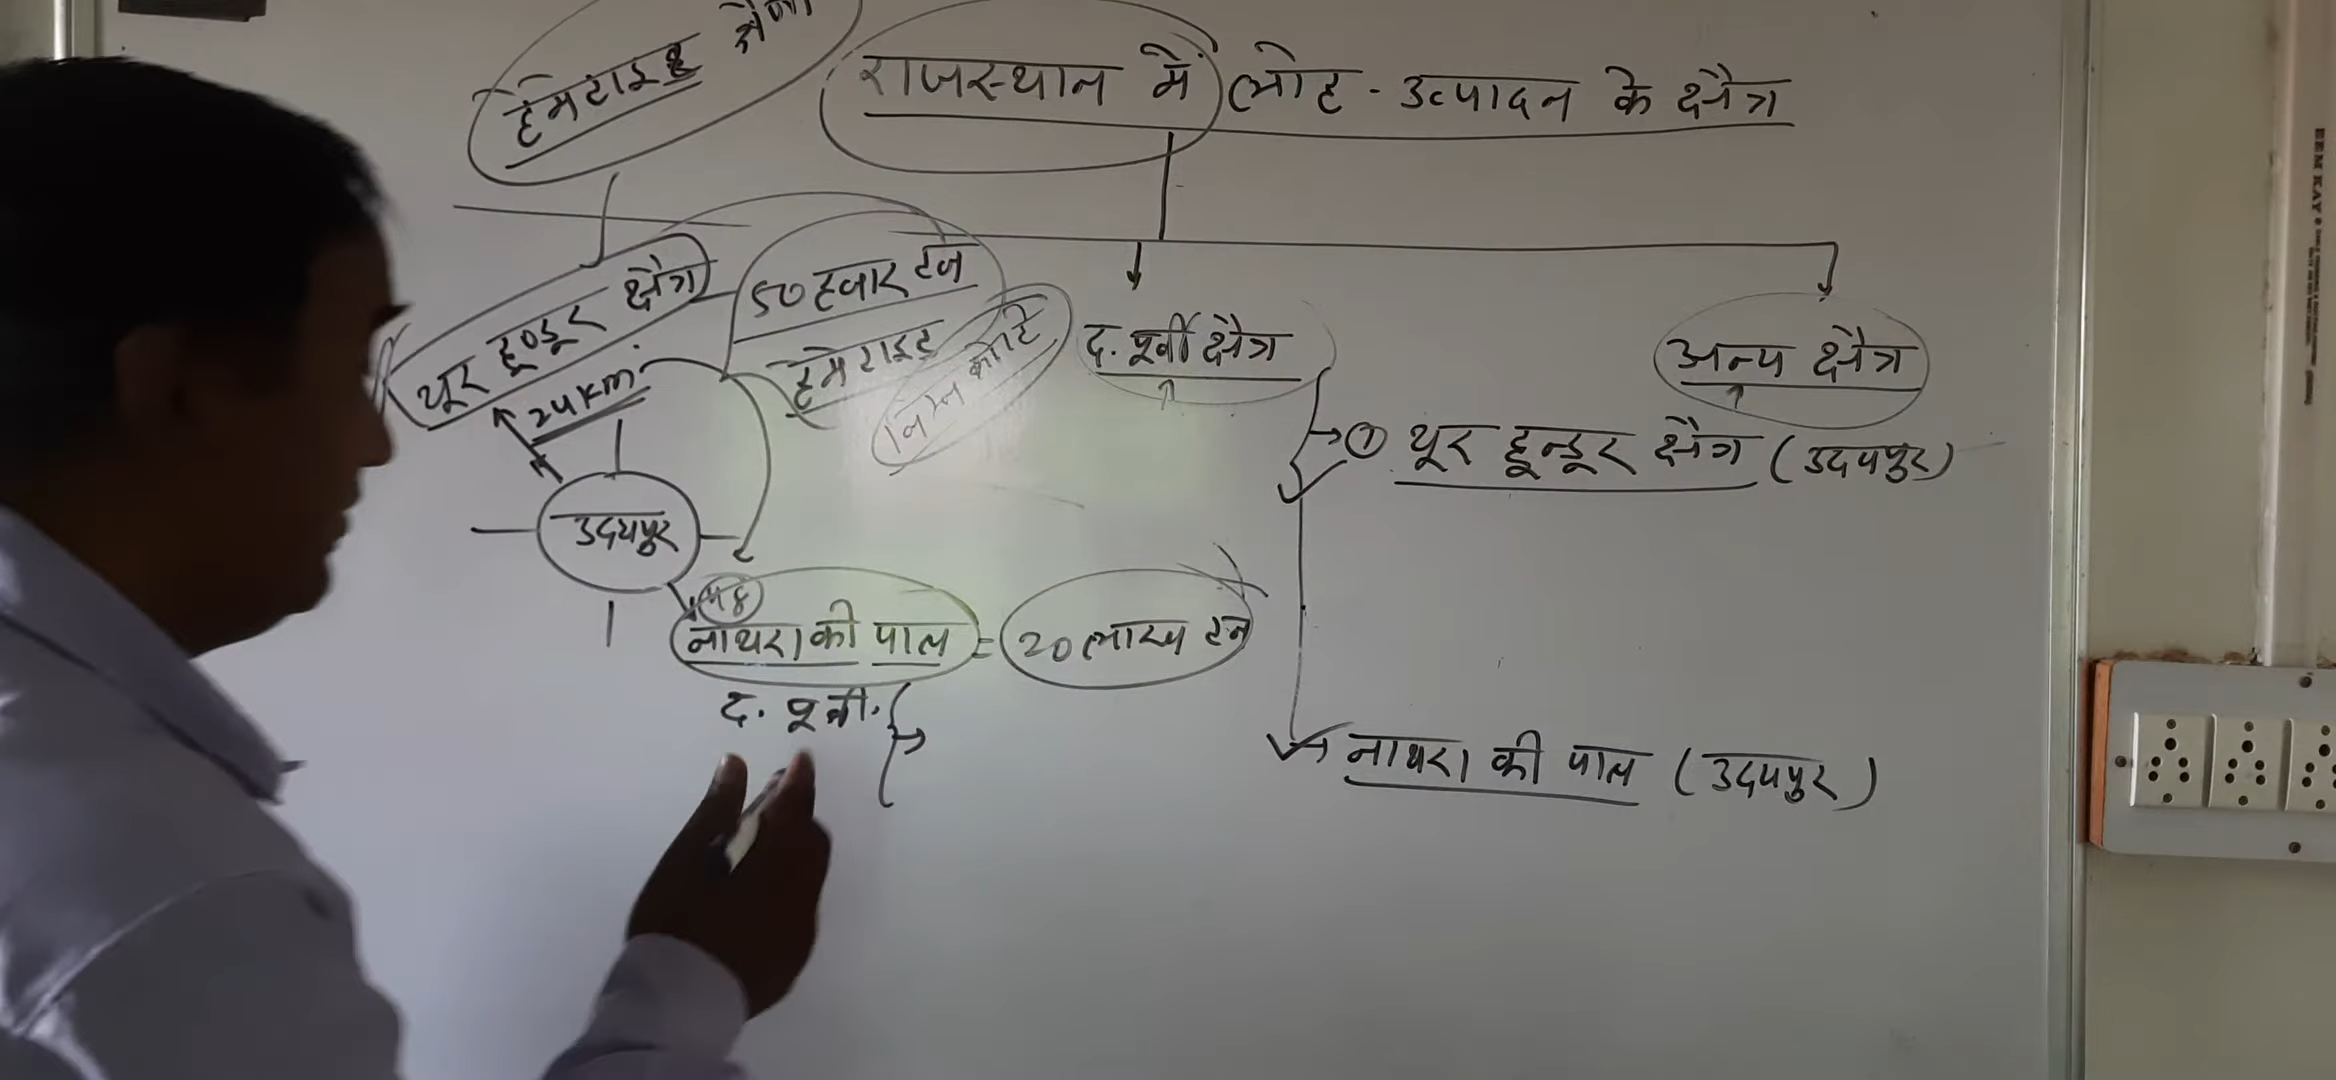 हेमेटाइट
राजस्थान में लोह - उत्पादन के क्षैत्र
थूर हूण्डूर क्षैत्र
50 हजार टन
हेमेटाइट
निम्न कोटि
द. पूर्वी क्षैत्र
अन्य क्षैत्र
24 Km
① थूर हून्डूर क्षैत्र (उदयपुर)
उदयपुर
48
नाथरा की पाल = 20 लाख टन
द. पूर्वी.
नाथरा की पाल (उदयपुर)